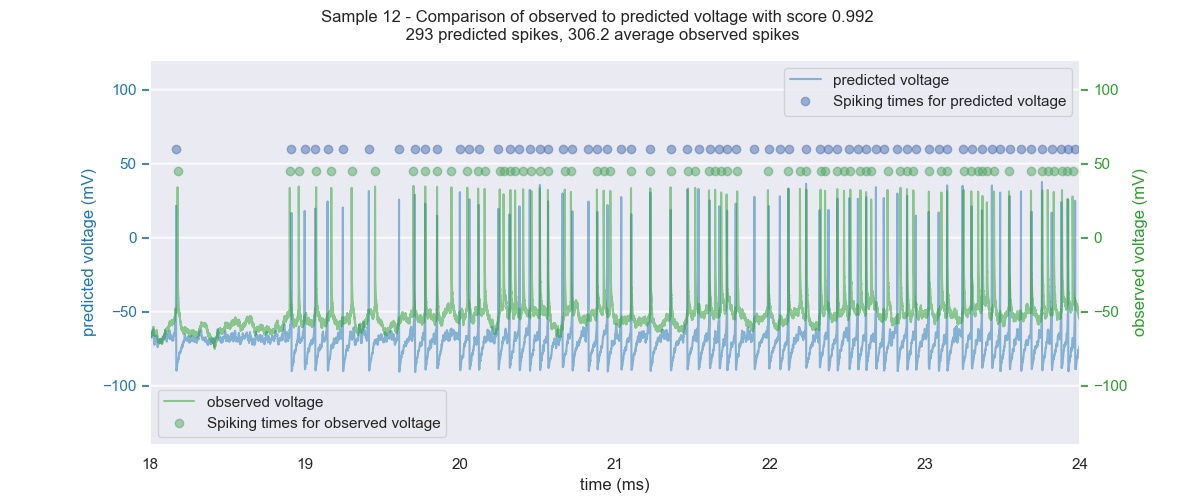 Sample 12 - Comparison of observed to predicted voltage with score 0.992
293 predicted spikes, 306.2 average observed spikes
predicted voltage
Spiking times for predicted voltage
100
50
0
−50
−100
predicted voltage (mV)
100
50
0
−50
−100
observed voltage (mV)
observed voltage
Spiking times for observed voltage
18 19 20 21 22 23 24
time (ms)